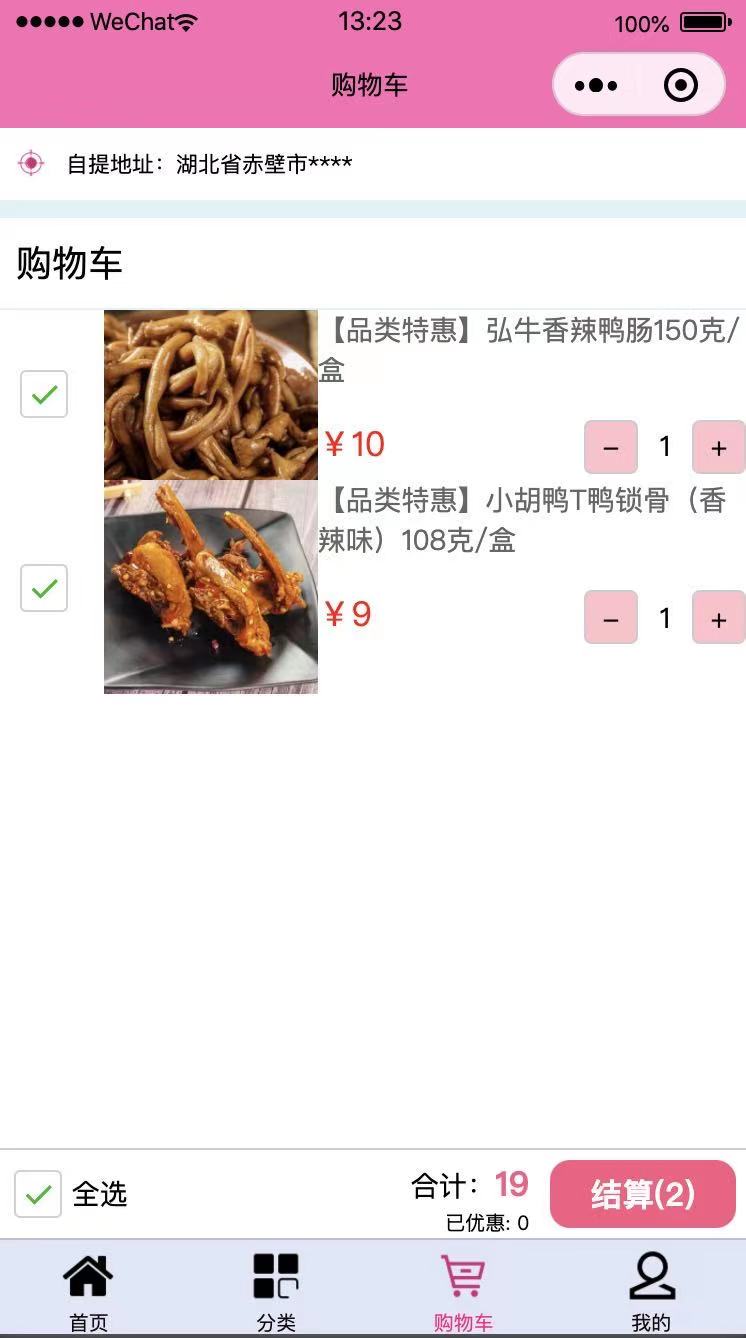 ●●●●● WeChat 13:23 100%
购物车
自提地址：湖北省赤壁市****
购物车
【品类特惠】弘牛香辣鸭肠150克/
盒
￥10 − 1 +
【品类特惠】小胡鸭T鸭锁骨（香
辣味）108克/盒
￥9 − 1 +
全选 合计：19 结算(2)
已优惠: 0
首页 分类 购物车 我的